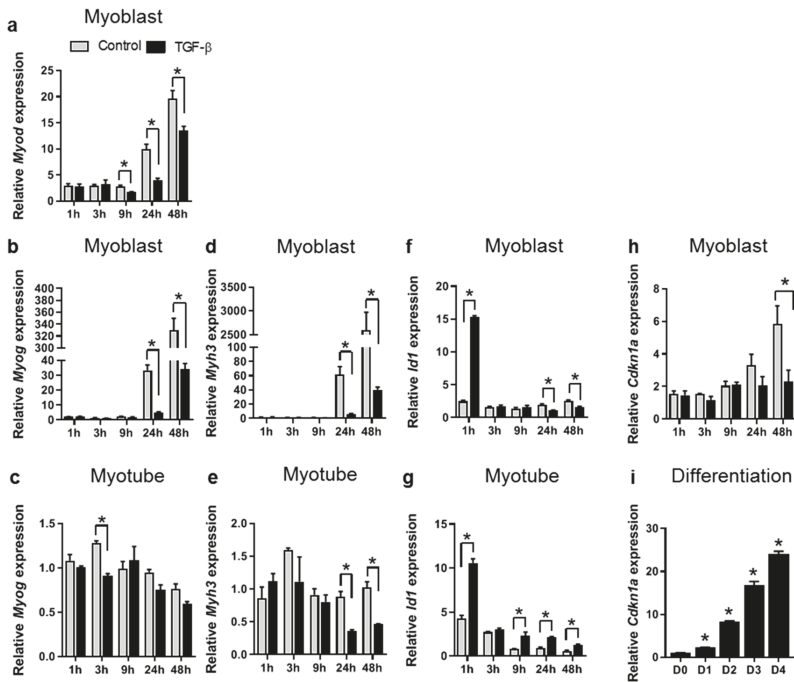 a
Myoblast
Control TGF-β
Relative Myod expression
25
20
15
10
5
0
* * *
1h 3h 9h 24h 48h
b
Myoblast
Relative Myog expression
400
380
360
340
320
300
60
50
40
30
20
10
0
* *
1h 3h 9h 24h 48h
d
Myoblast
Relative Myh3 expression
3500
3000
2500
100
80
60
40
20
0
* *
1h 3h 9h 24h 48h
f
Myoblast
Relative Id1 expression
20
15
10
5
0
* * *
1h 3h 9h 24h 48h
h
Myoblast
Relative Cdkn1a expression
8
6
4
2
0
*
1h 3h 9h 24h 48h
c
Myotube
Relative Myog expression
1.5
1.0
0.5
0.0
*
1h 3h 9h 24h 48h
e
Myotube
Relative Myh3 expression
2.0
1.5
1.0
0.5
0.0
* *
1h 3h 9h 24h 48h
g
Myotube
Relative Id1 expression
15
10
5
0
* * * *
1h 3h 9h 24h 48h
i
Differentiation
Relative Cdkn1a expression
30
20
10
0
* * * *
D0 D1 D2 D3 D4